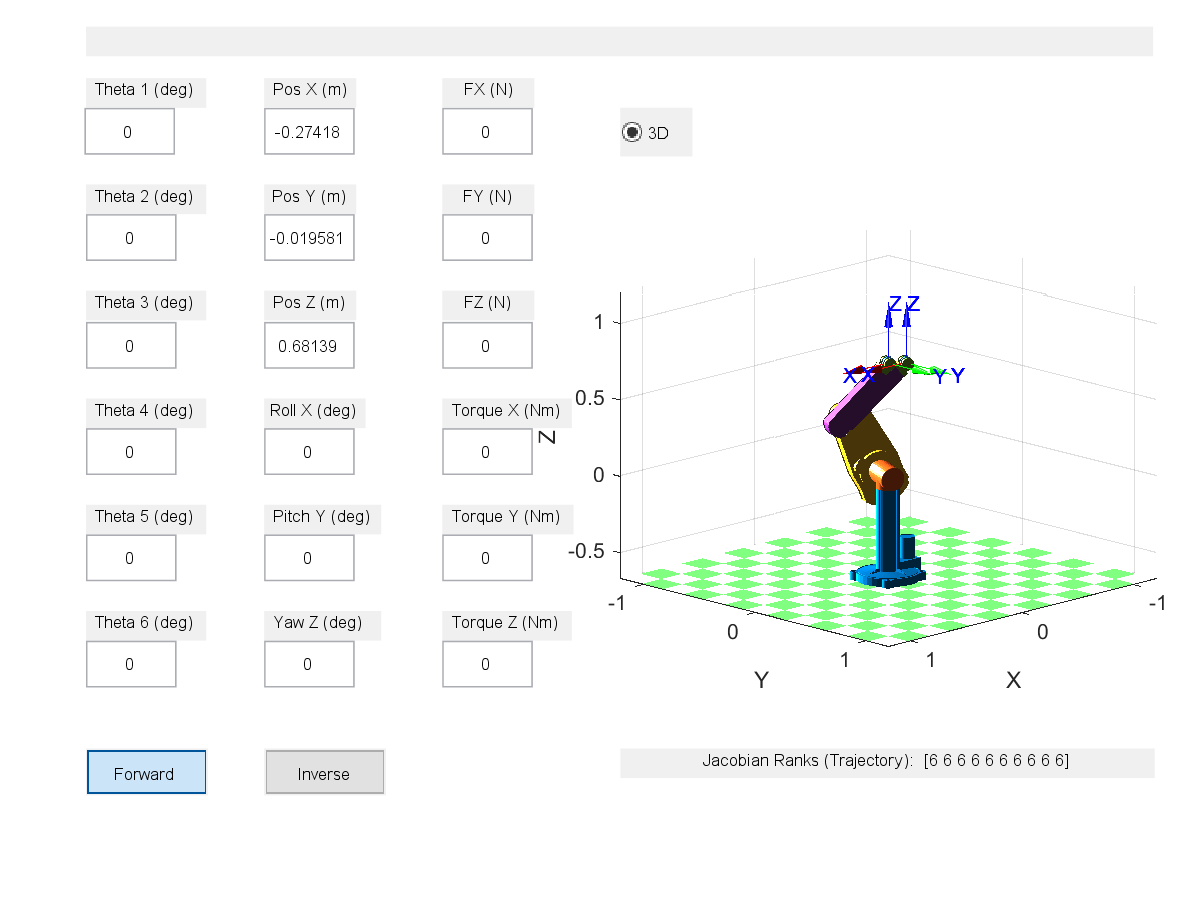 Theta 1 (deg) Pos X (m) FX (N)
0 -0.27418 0 3D
Theta 2 (deg) Pos Y (m) FY (N)
0 -0.019581 0
Theta 3 (deg) Pos Z (m) FZ (N)
0 0.68139 0
Theta 4 (deg) Roll X (deg) Torque X (Nm)
0 0 0
Theta 5 (deg) Pitch Y (deg) Torque Y (Nm)
0 0 0
Theta 6 (deg) Yaw Z (deg) Torque Z (Nm)
0 0 0
Forward Inverse
Z Z
X X Y Y
1
0.5
Z
0
-0.5
-1 -1
0 0
1 1
Y X
Jacobian Ranks (Trajectory): [6 6 6 6 6 6 6 6 6 6]